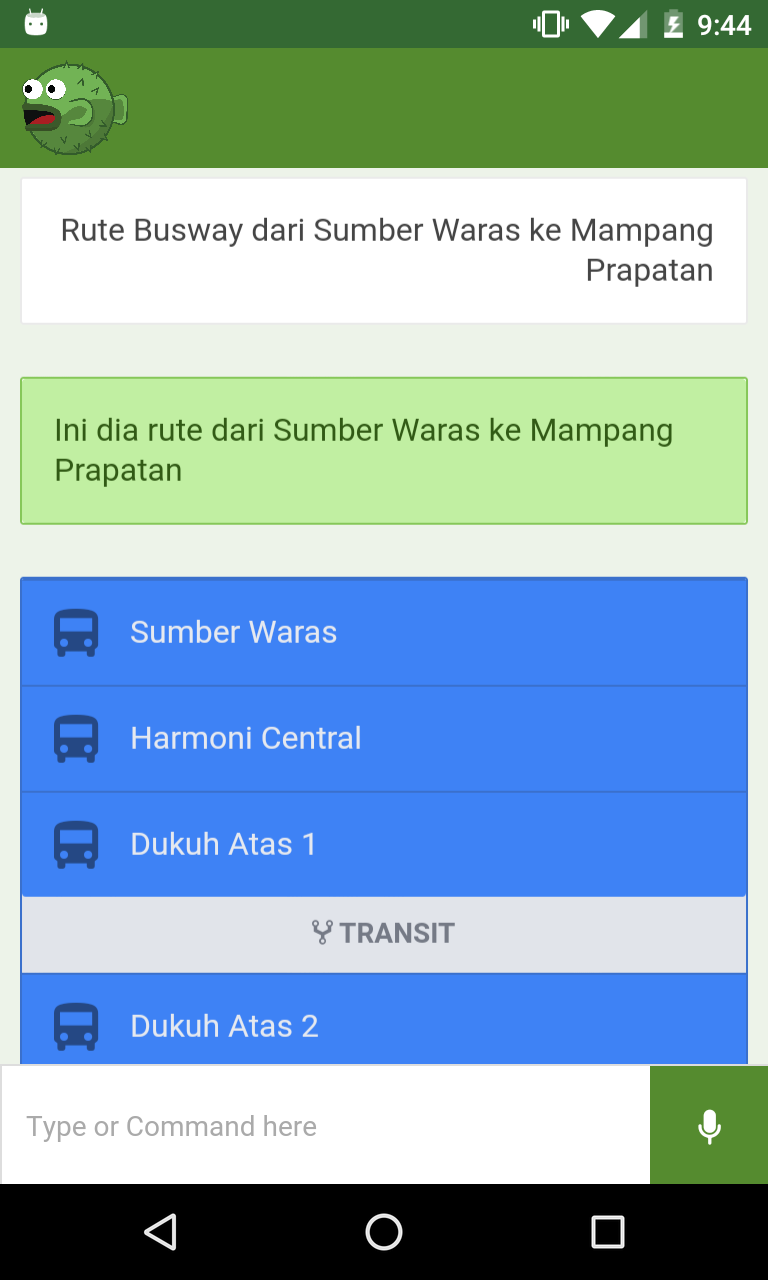 9:44
Rute Busway dari Sumber Waras ke Mampang
Prapatan
Ini dia rute dari Sumber Waras ke Mampang
Prapatan
Sumber Waras
Harmoni Central
Dukuh Atas 1
TRANSIT
Dukuh Atas 2
Type or Command here